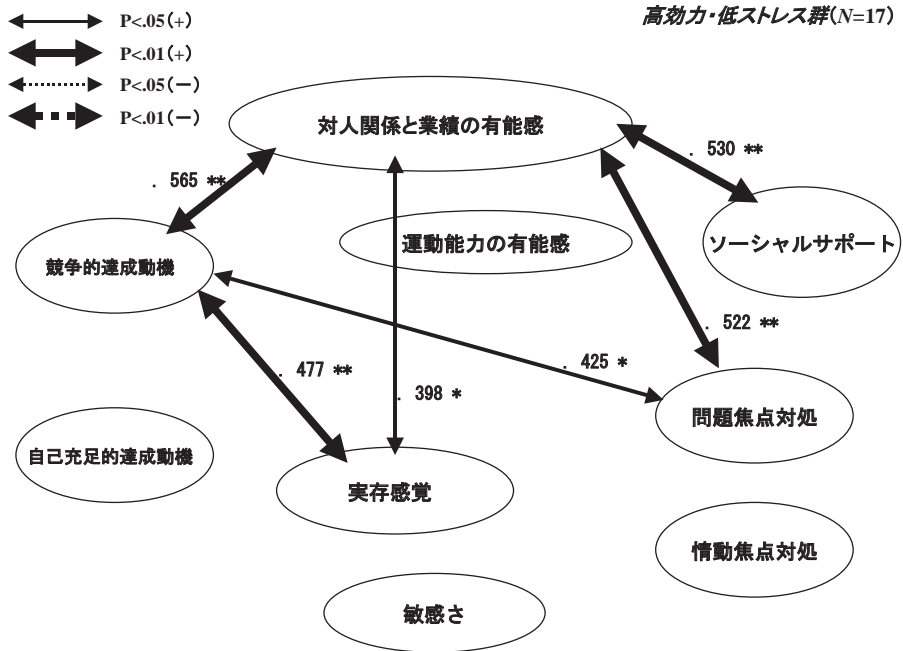 高効力・低ストレス群(N=17)
P<.05(+)
P<.01(+)
P<.05(−)
P<.01(−)
対人関係と業績の有能感
. 530 **
. 565 **
運動能力の有能感
ソーシャルサポート
競争的達成動機
. 522 **
. 425 *
. 477 **
. 398 *
問題焦点対処
自己充足的達成動機
実存感覚
情動焦点対処
敏感さ